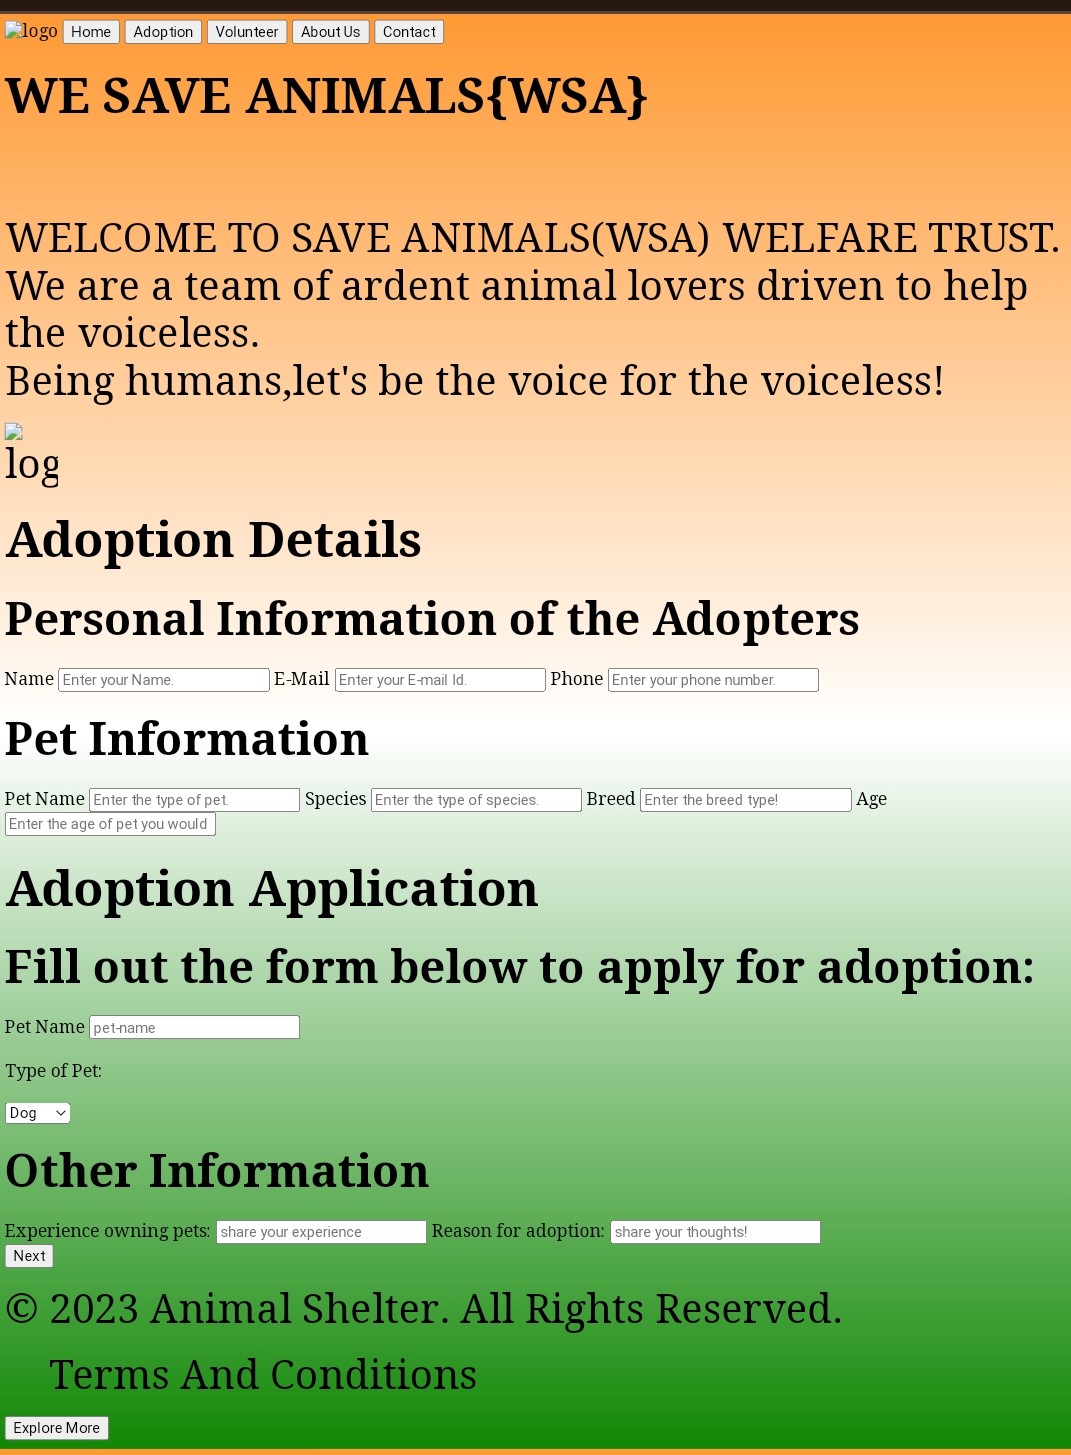 logo Home Adoption Volunteer About Us Contact
WE SAVE ANIMALS{WSA}
WELCOME TO SAVE ANIMALS(WSA) WELFARE TRUST.
We are a team of ardent animal lovers driven to help
the voiceless.
Being humans,let's be the voice for the voiceless!
log
Adoption Details
Personal Information of the Adopters
Name Enter your Name. E-Mail Enter your E-mail Id. Phone Enter your phone number.
Pet Information
Pet Name Enter the type of pet. Species Enter the type of species. Breed Enter the breed type! Age
Enter the age of pet you would
Adoption Application
Fill out the form below to apply for adoption:
Pet Name pet-name
Type of Pet:
Dog
Other Information
Experience owning pets: share your experience Reason for adoption: share your thoughts!
Next
© 2023 Animal Shelter. All Rights Reserved.
Terms And Conditions
Explore More